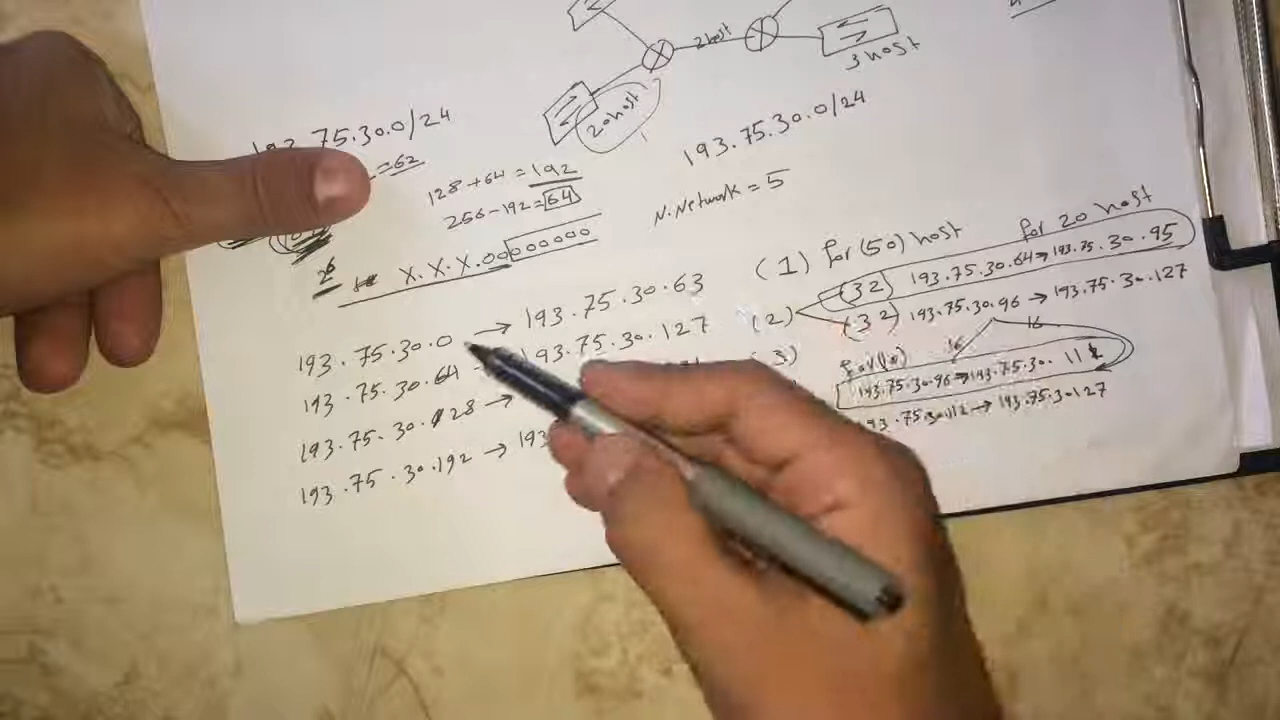 2 host
3 host
20 host
193.75.30.0/24
=62
128+64=192
256-192=64
X.X.X.00000000
2⁶
193.75.30.0/24
N.Network = 5
193.75.30.0 → 193.75.30.63
193.75.30.64 193.75.30.127
193.75.30.128 →
193.75.30.192 → 193
(1) for (50) host
for 20 host
(2)
(32) 193.75.30.64 → 193.75.30.95
(32) 193.75.30.96 → 193.75.30.127
16
16
(3)
for(10)
193.75.30.96 → 193.75.30.
93.75.30.112 → 193.75.30.127